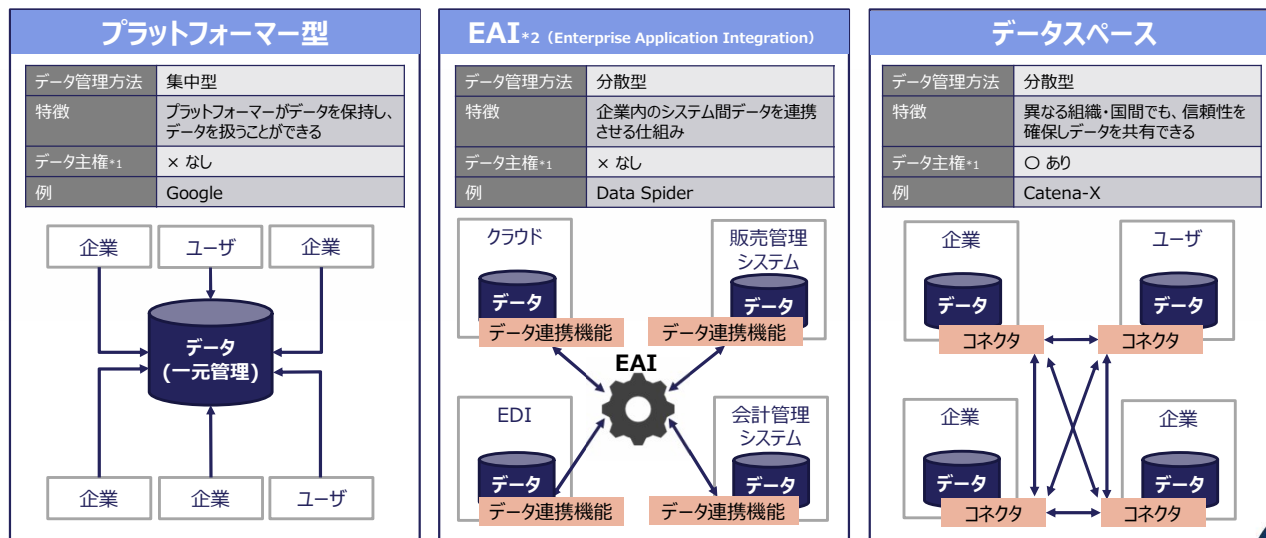 プラットフォーマー型
データ管理方法 集中型
特徴 プラットフォーマーがデータを保持し、
データを扱うことができる
データ主権*1 × なし
例 Google
企業
ユーザ
企業
データ
(一元管理)
企業
企業
ユーザ
EAI*2（Enterprise Application Integration）
データ管理方法 分散型
特徴 企業内のシステム間データを連携
させる仕組み
データ主権*1 × なし
例 Data Spider
クラウド
データ
データ連携機能
販売管理
システム
データ
データ連携機能
EAI
EDI
データ
データ連携機能
会計管理
システム
データ
データ連携機能
データスペース
データ管理方法 分散型
特徴 異なる組織・国間でも、信頼性を
確保しデータを共有できる
データ主権*1 〇 あり
例 Catena-X
企業
データ
コネクタ
ユーザ
データ
コネクタ
企業
データ
コネクタ
企業
データ
コネクタ